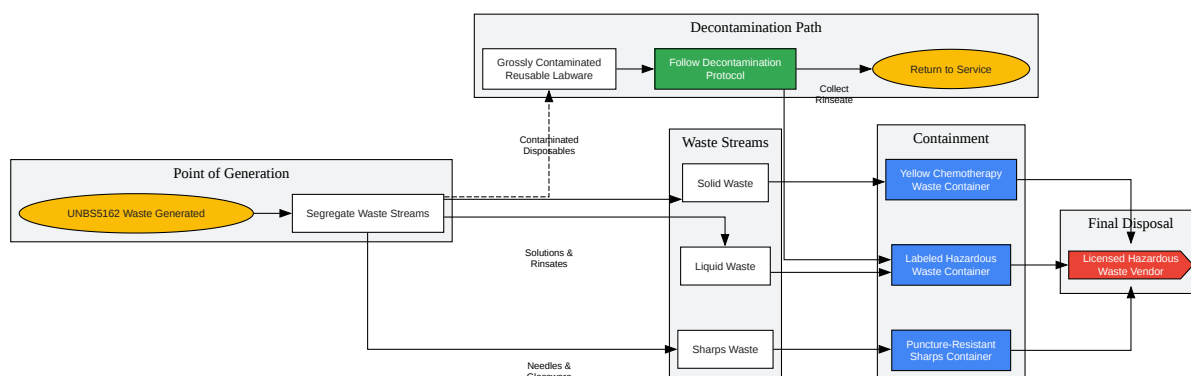 Decontamination Path
Grossly Contaminated
Reusable Labware
Follow Decontamination
Protocol
Return to Service
Collect
Rinseate
Contaminated
Disposables
Point of Generation
UNBS5162 Waste Generated
Segregate Waste Streams
Solutions &
Rinsates
Needles &
Waste Streams
Solid Waste
Liquid Waste
Sharps Waste
Containment
Yellow Chemotherapy
Waste Container
Labeled Hazardous
Waste Container
Puncture-Resistant
Sharps Container
Final Disposal
Licensed Hazardous
Waste Vendor